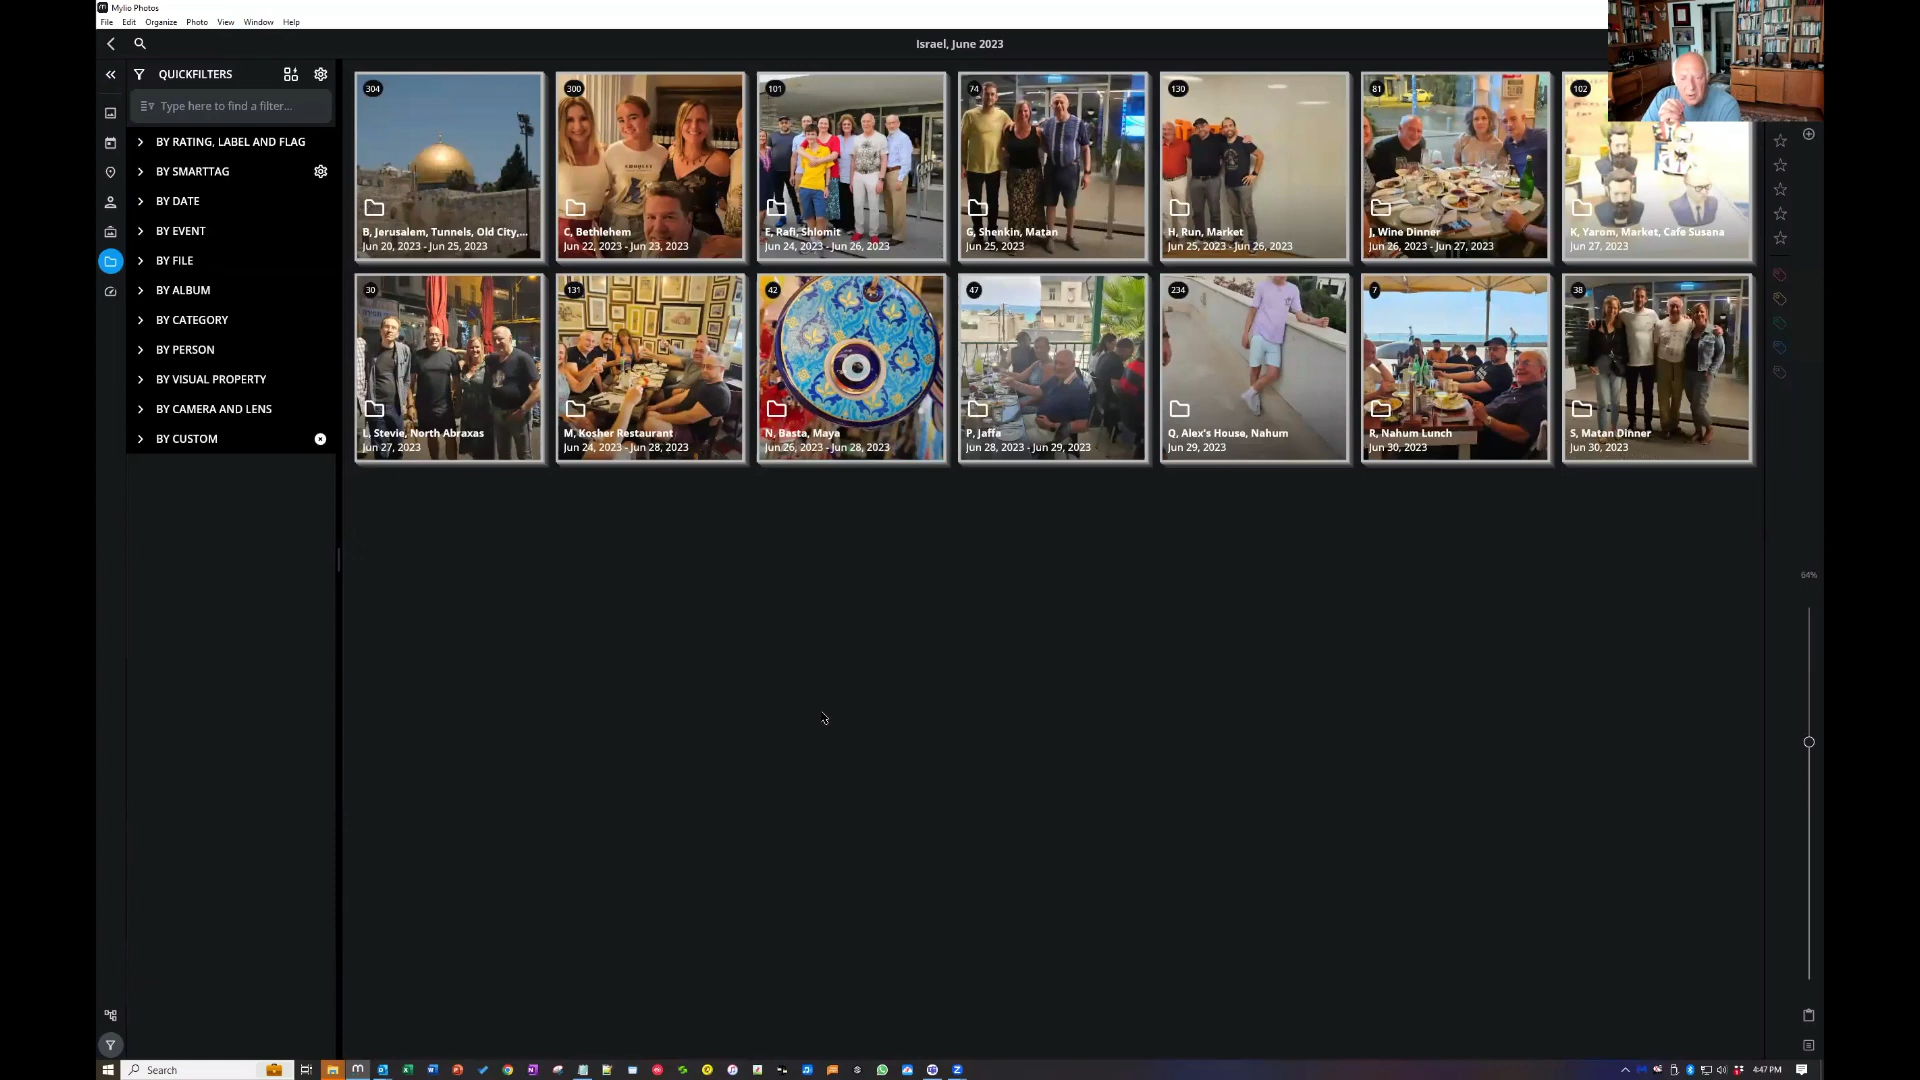 Mylio Photos
File Edit Organize Photo View Window Help
Israel, June 2023
QUICKFILTERS
Type here to find a filter...
BY RATING, LABEL AND FLAG
BY SMARTTAG
BY DATE
BY EVENT
BY FILE
BY ALBUM
BY CATEGORY
BY PERSON
BY VISUAL PROPERTY
BY CAMERA AND LENS
BY CUSTOM
304
B, Jerusalem, Tunnels, Old City,...
Jun 20, 2023 - Jun 25, 2023
300
C, Bethlehem
Jun 22, 2023 - Jun 23, 2023
101
E, Rafi, Shlomit
Jun 24, 2023 - Jun 26, 2023
74
G, Shenkin, Matan
Jun 25, 2023
130
H, Run, Market
Jun 25, 2023 - Jun 26, 2023
81
J, Wine Dinner
Jun 26, 2023 - Jun 27, 2023
102
K, Yarom, Market, Cafe Susana
Jun 27, 2023
30
L, Stevie, North Abraxas
Jun 27, 2023
131
M, Kosher Restaurant
Jun 24, 2023 - Jun 28, 2023
42
N, Basta, Maya
Jun 26, 2023 - Jun 28, 2023
47
P, Jaffa
Jun 28, 2023 - Jun 29, 2023
234
Q, Alex's House, Nahum
Jun 29, 2023
7
R, Nahum Lunch
Jun 30, 2023
38
S, Matan Dinner
Jun 30, 2023
64%
Search
4:47 PM